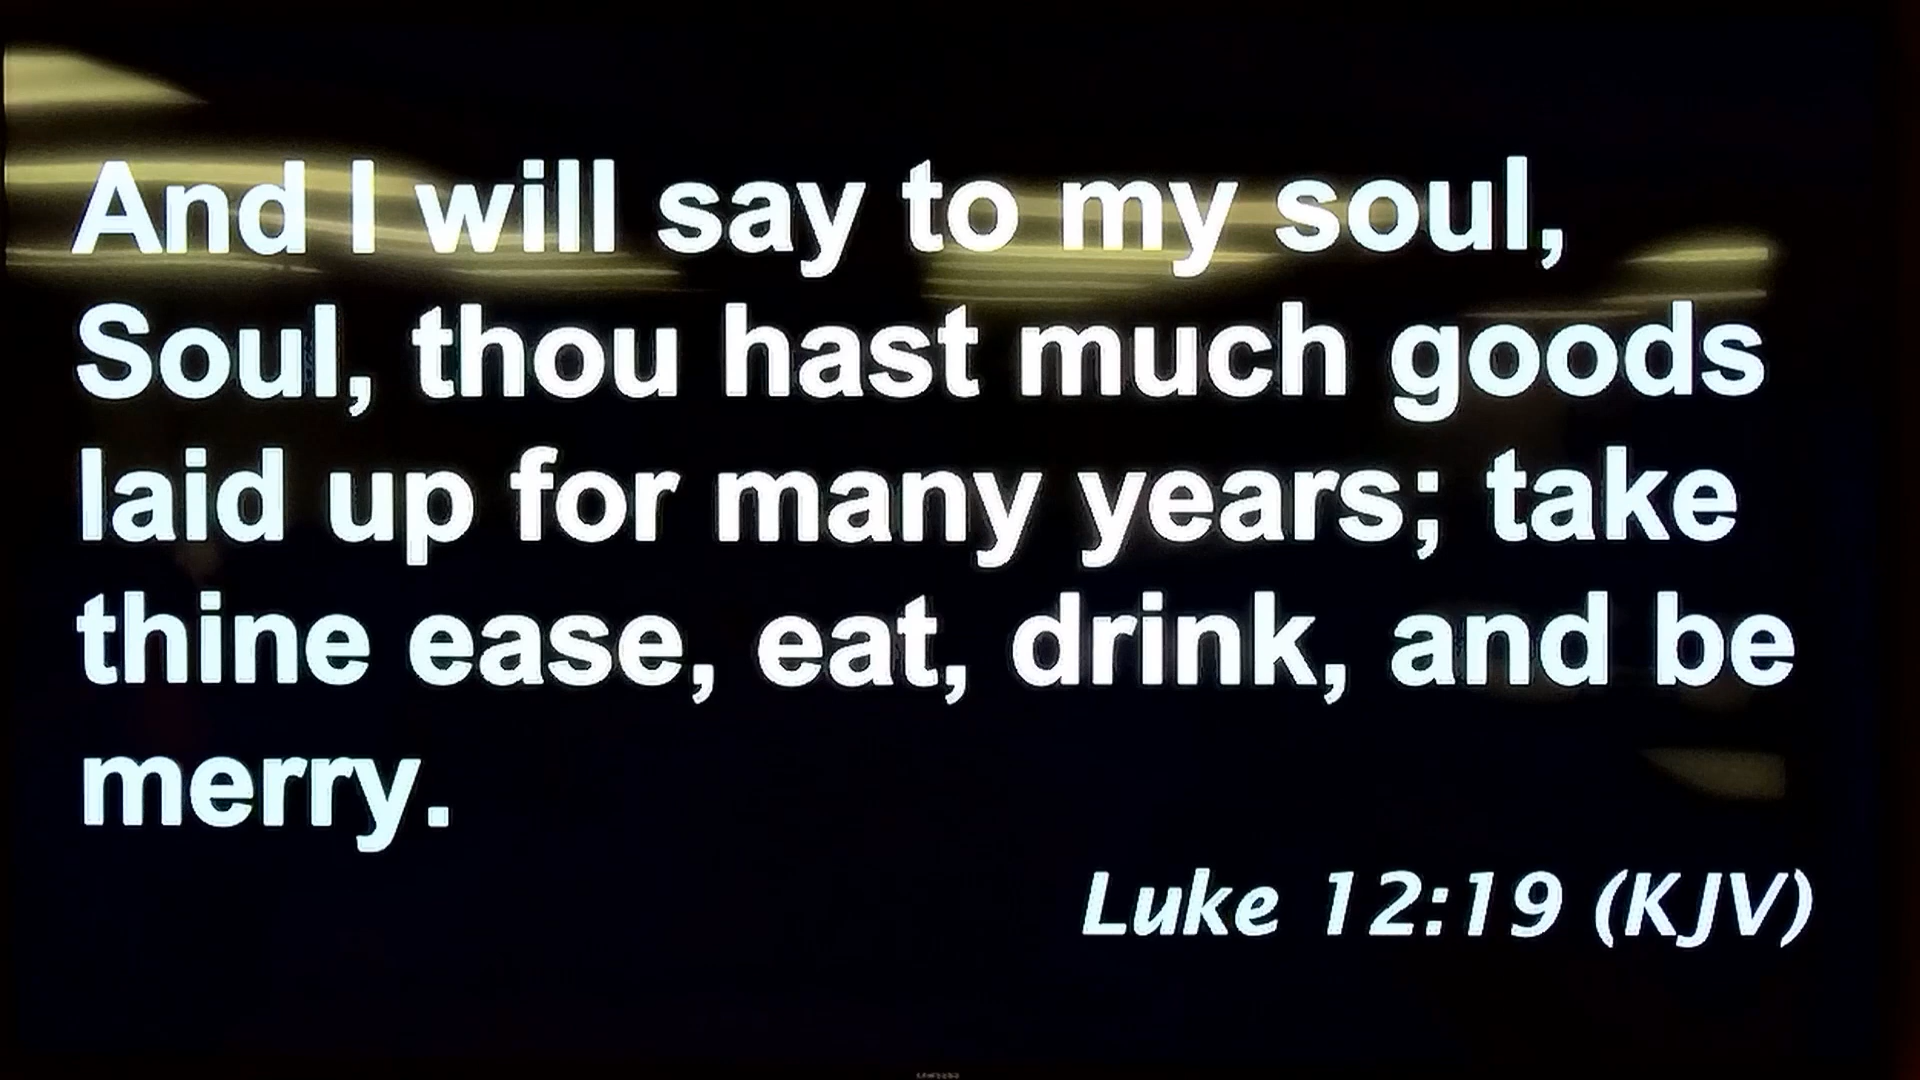 And I will say to my soul,
Soul, thou hast much goods
laid up for many years; take
thine ease, eat, drink, and be
merry.
Luke 12:19 (KJV)